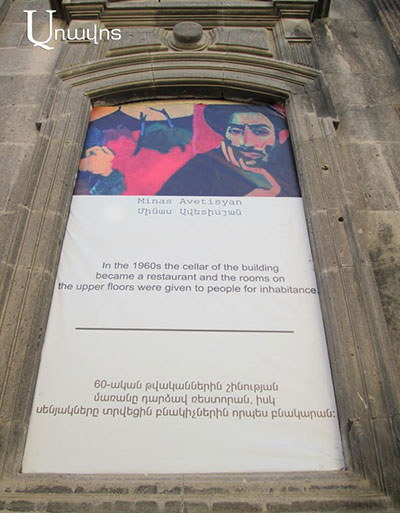 Առավոտ
Minas Avetisyan
Մինաս Ավետիսյան
In the 1960s the cellar of the building
became a restaurant and the rooms on
the upper floors were given to people for inhabitance.
60-ական թվականներին շինության
մառանը դարձավ ռեստորան, իսկ
սենյակները տրվեցին բնակիչներին որպես բնակարան: